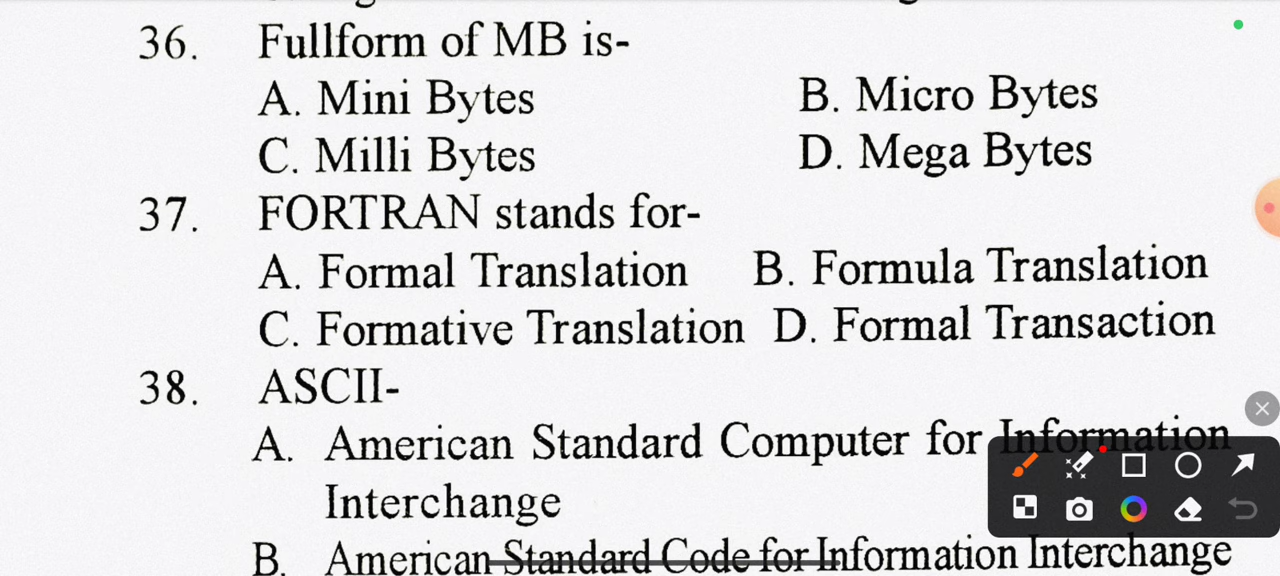 36. Fullform of MB is-
A. Mini Bytes B. Micro Bytes
C. Milli Bytes D. Mega Bytes
37. FORTRAN stands for-
A. Formal Translation B. Formula Translation
C. Formative Translation D. Formal Transaction
38. ASCII-
A. American Standard Computer for Information
Interchange
B. American Standard Code for Information Interchange